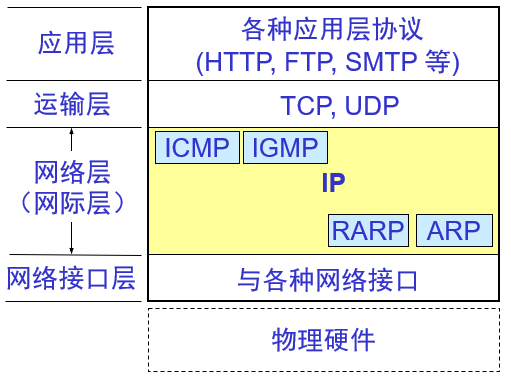 应用层
各种应用层协议
(HTTP, FTP, SMTP 等)
运输层
TCP, UDP
ICMP
IGMP
网络层
（网际层）
IP
RARP
ARP
网络接口层
与各种网络接口
物理硬件